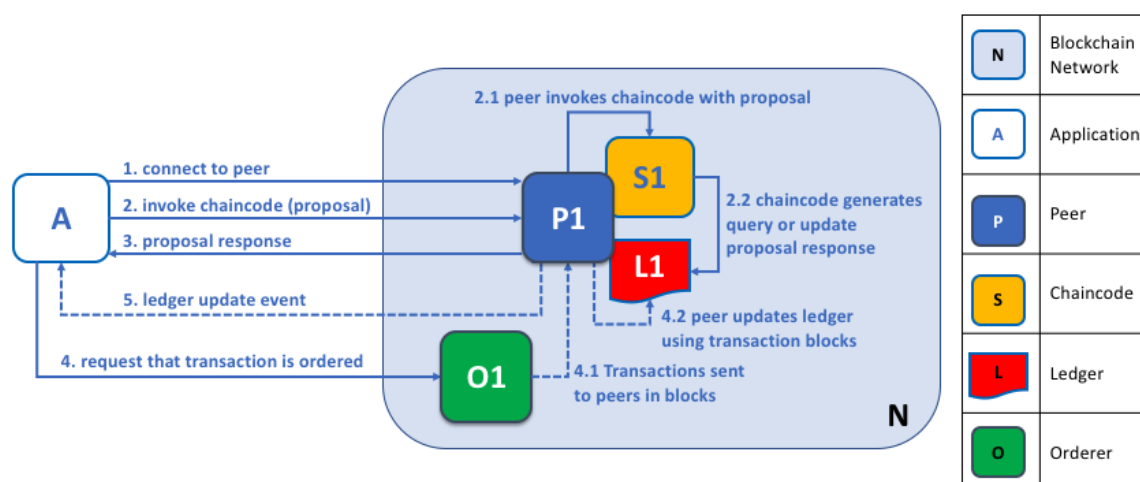 2.1 peer invokes chaincode with proposal
1. connect to peer
2. invoke chaincode (proposal)
3. proposal response
A
P1
S1
2.2 chaincode generates
query or update
proposal response
L1
5. ledger update event
4.2 peer updates ledger
using transaction blocks
4. request that transaction is ordered
O1
4.1 Transactions sent
to peers in blocks
N
N
Blockchain
Network
A
Application
P
Peer
S
Chaincode
L
Ledger
O
Orderer